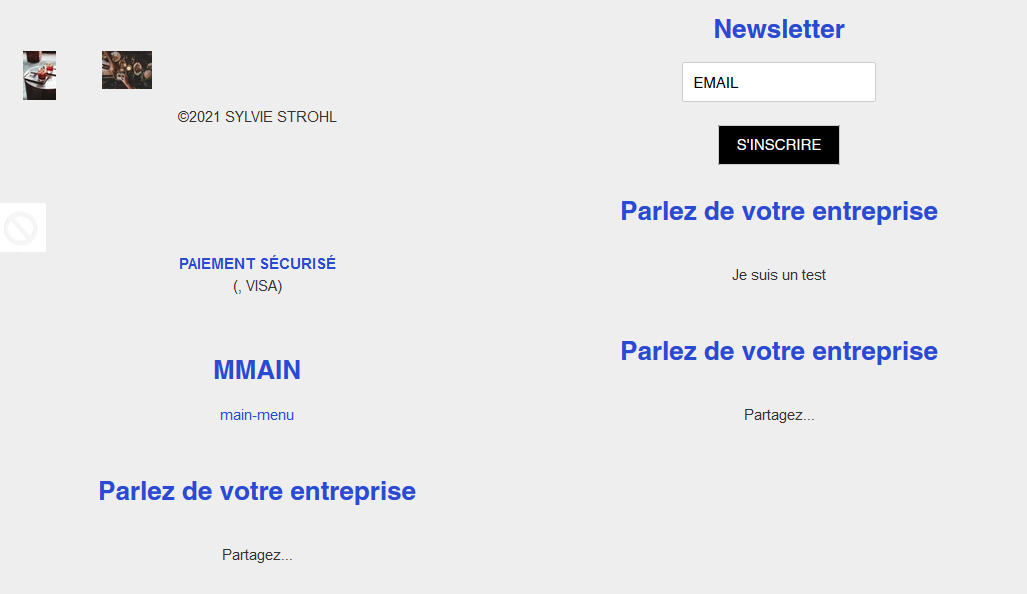 ©2021 SYLVIE STROHL
PAIEMENT SÉCURISÉ
(, VISA)
MMAIN
main-menu
Parlez de votre entreprise
Partagez...
Newsletter
EMAIL
S'INSCRIRE
Parlez de votre entreprise
Je suis un test
Parlez de votre entreprise
Partagez...